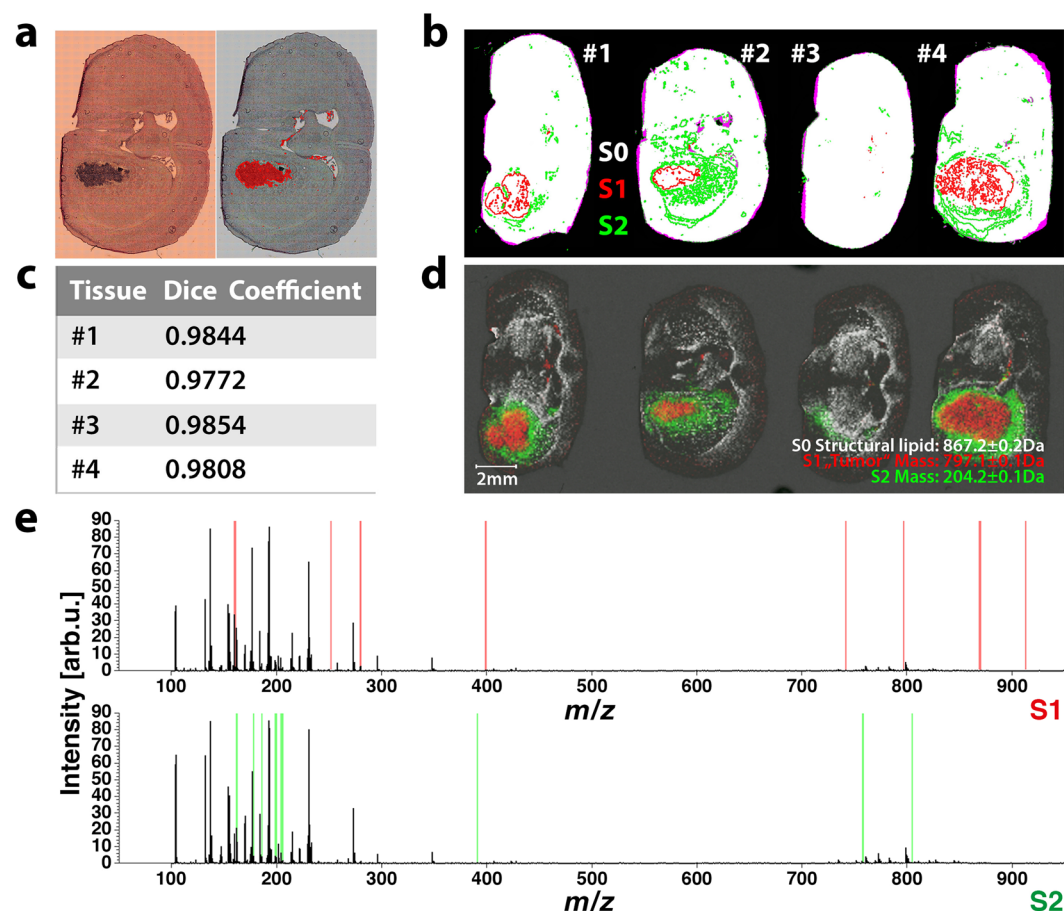 a
b
#1 #2 #3 #4
S0
S1
S2
c
Tissue Dice Coefficient
#1 0.9844
#2 0.9772
#3 0.9854
#4 0.9808
d
S0 Structural lipid: 867.2±0.2Da
S1„Tumor“ Mass: 797.1±0.1Da
S2 Mass: 204.2±0.1Da
2mm
e
Intensity [arb.u.]
90
80
70
60
50
40
30
20
10
0
100 200 300 400 500 600 700 800 900
m/z
S1
90
80
70
60
50
40
30
20
10
0
100 200 300 400 500 600 700 800 900
m/z
S2